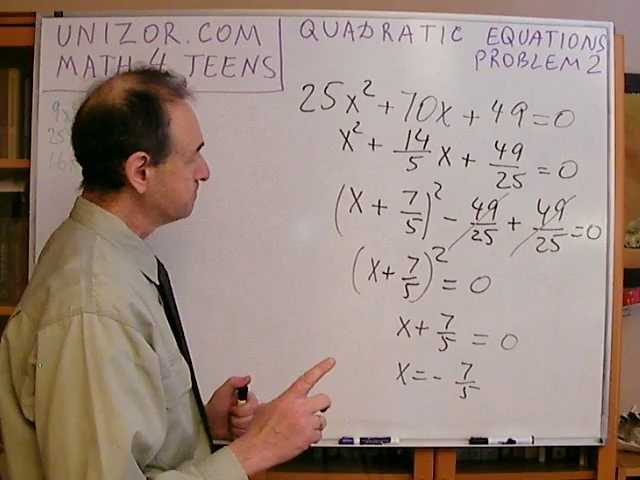 UNIZOR.COM
MATH 4 TEENS
QUADRATIC EQUATIONS
PROBLEM 2
25x² + 70x + 49 = 0
x² + 14/5 x + 49/25 = 0
(x + 7/5)² - 49/25 + 49/25 = 0
(x + 7/5)² = 0
x + 7/5 = 0
x = - 7/5